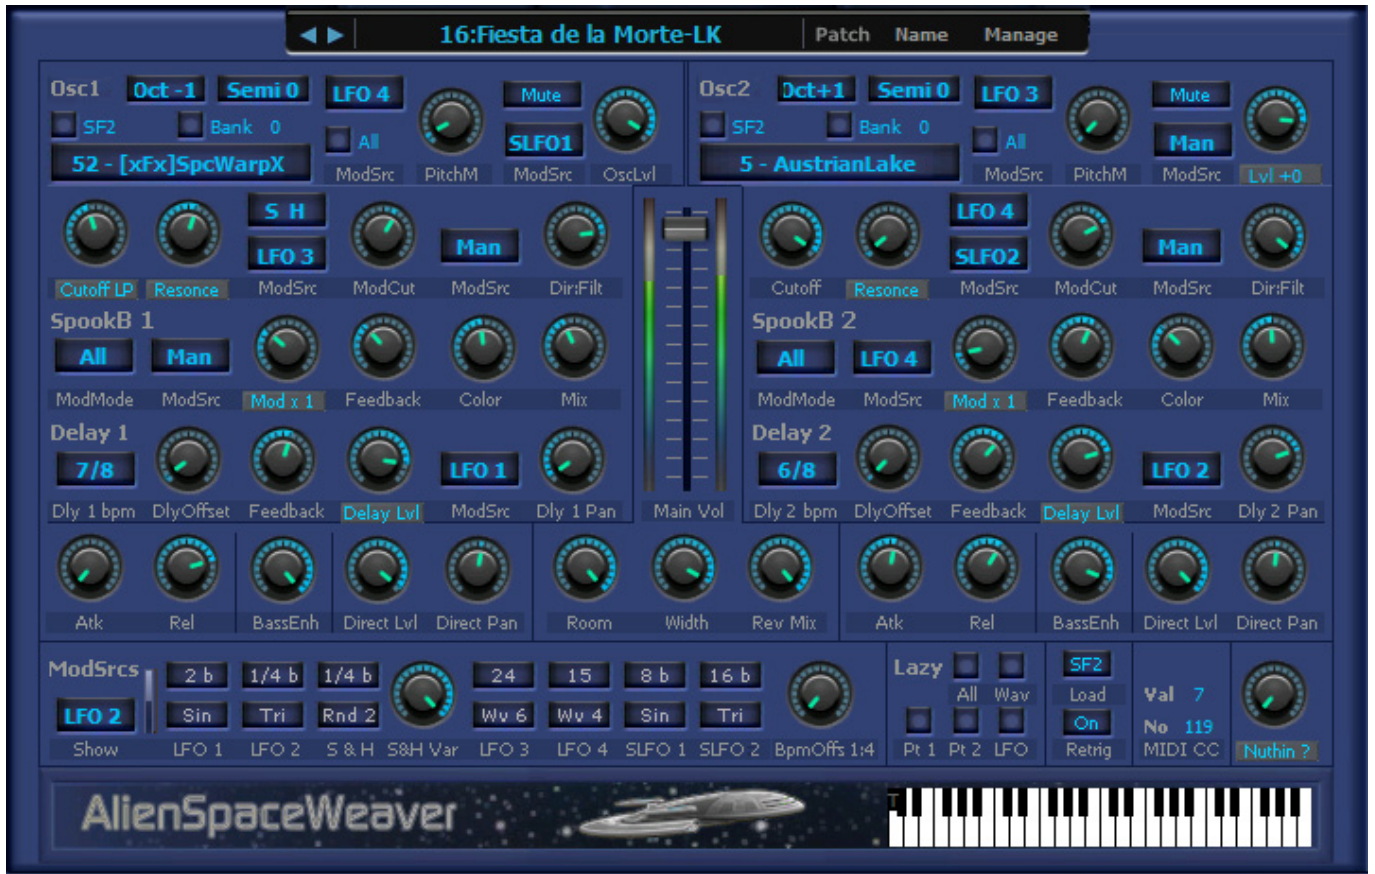 16:Fiesta de la Morte-LK Patch Name Manage
Osc1 Oct -1 Semi 0 LFO 4 Mute
SF2 Bank 0 All SLFO1
52 - [xFx]SpcWarpX ModSrc PitchM ModSrc OscLvl
Osc2 Oct+1 Semi 0 LFO 3 Mute
SF2 Bank 0 All Man
5 - AustrianLake ModSrc PitchM ModSrc Lvl +0
S H
LFO 3 Man
Cutoff LP Resonce ModSrc ModCut ModSrc Dir:Filt
LFO 4
SLFO2 Man
Cutoff Resonce ModSrc ModCut ModSrc Dir:Filt
SpookB 1
All Man
ModMode ModSrc Mod x 1 Feedback Color Mix
SpookB 2
All LFO 4
ModMode ModSrc Mod x 1 Feedback Color Mix
Delay 1
7/8 LFO 1
Dly 1 bpm DlyOffset Feedback Delay Lvl ModSrc Dly 1 Pan
Main Vol
Delay 2
6/8 LFO 2
Dly 2 bpm DlyOffset Feedback Delay Lvl ModSrc Dly 2 Pan
Atk Rel BassEnh Direct Lvl Direct Pan Room Width Rev Mix Atk Rel BassEnh Direct Lvl Direct Pan
ModSrcs 2 b 1/4 b 1/4 b 24 15 8 b 16 b
LFO 2 Sin Tri Rnd 2 Wv 6 Wv 4 Sin Tri
Show LFO 1 LFO 2 S & H S&H Var LFO 3 LFO 4 SLFO 1 SLFO 2 BpmOffs 1:4
Lazy All Wav
Pt 1 Pt 2 LFO
SF2
Load
On
Retrig
Val 7
No 119
MIDI CC
Nuthin ?
AlienSpaceWeaver
T